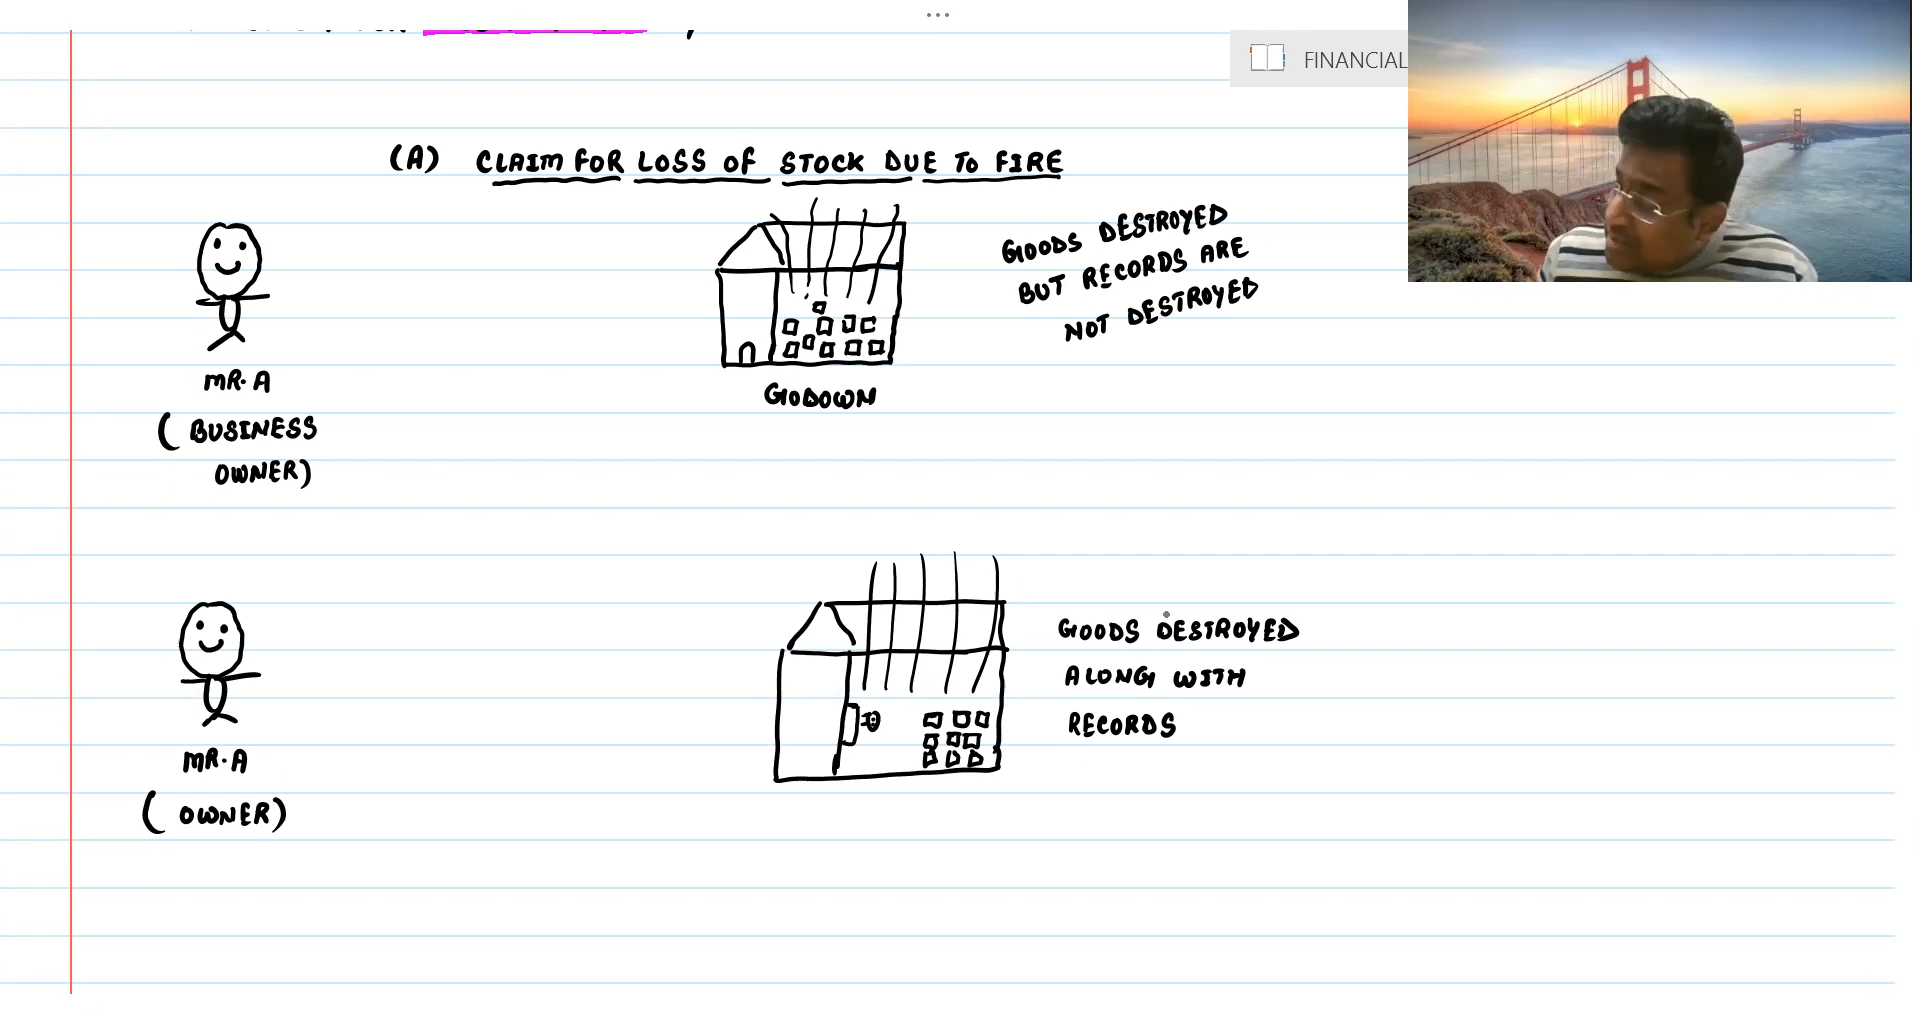 FINANCIAL
(A) CLAIM FOR LOSS OF STOCK DUE TO FIRE
GOODS DESTROYED
BUT RECORDS ARE
NOT DESTROYED
MR. A
(BUSINESS
OWNER)
GODOWN
GOODS DESTROYED
ALONG WITH
RECORDS
MR. A
(OWNER)